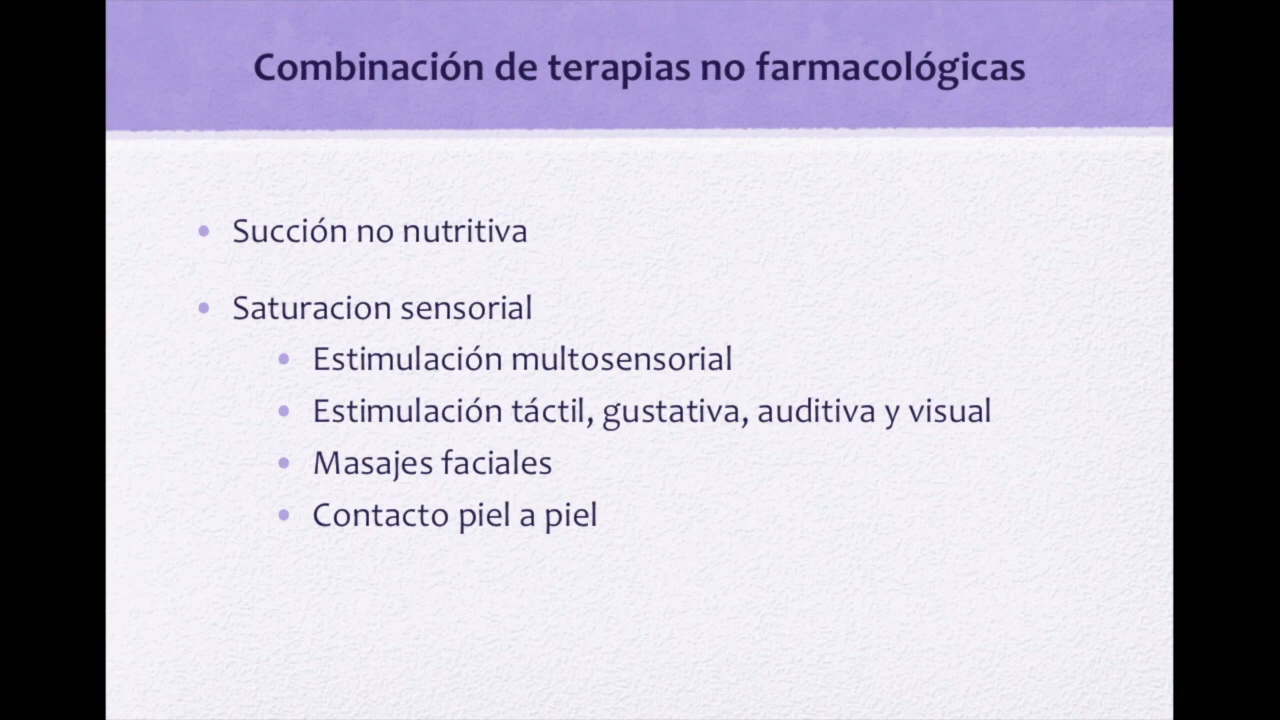 Combinación de terapias no farmacológicas
• Succión no nutritiva
• Saturacion sensorial
• Estimulación multosensorial
• Estimulación táctil, gustativa, auditiva y visual
• Masajes faciales
• Contacto piel a piel